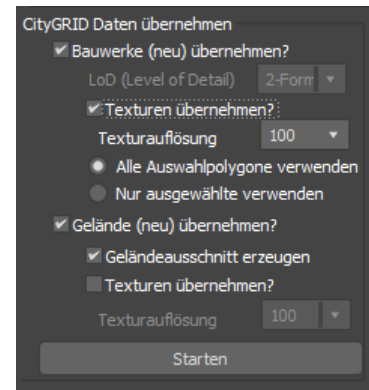 CityGRID Daten übernehmen
Bauwerke (neu) übernehmen?
LoD (Level of Detail) 2-Form
Texturen übernehmen?
Texturauflösung 100
Alle Auswahlpolygone verwenden
Nur ausgewählte verwenden
Gelände (neu) übernehmen?
Geländeausschnitt erzeugen
Texturen übernehmen?
Texturauflösung 100
Starten